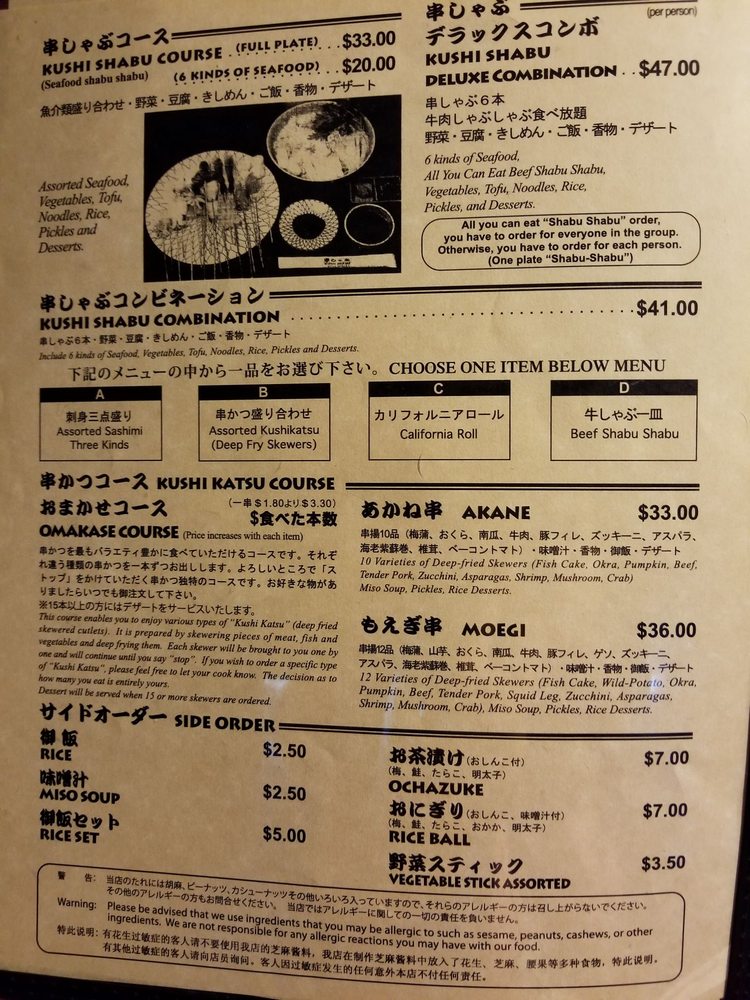 串しゃぶコース
KUSHI SHABU COURSE (FULL PLATE) $33.00
(Seafood shabu shabu) (6 KINDS OF SEAFOOD) $20.00
魚介類盛り合わせ・野菜・豆腐・きしめん・ご飯・香物・デザート
Assorted Seafood,
Vegetables, Tofu,
Noodles, Rice,
Pickles and
Desserts.
串しゃぶ (per person)
デラックスコンボ
KUSHI SHABU
DELUXE COMBINATION . . $47.00
串しゃぶ6本
牛肉しゃぶしゃぶ食べ放題
野菜・豆腐・きしめん・ご飯・香物・デザート
6 kinds of Seafood,
All You Can Eat Beef Shabu Shabu,
Vegetables, Tofu, Noodles, Rice,
Pickles, and Desserts.
All you can eat "Shabu Shabu" order,
you have to order for everyone in the group.
Otherwise, you have to order for each person.
(One plate "Shabu-Shabu")
串しゃぶコンビネーション
KUSHI SHABU COMBINATION $41.00
串しゃぶ6本・野菜・豆腐・きしめん・ご飯・香物・デザート
Include 6 kinds of Seafood, Vegetables, Tofu, Noodles, Rice, Pickles and Desserts.
下記のメニューの中から一品をお選び下さい。CHOOSE ONE ITEM BELOW MENU
A
刺身三点盛り
Assorted Sashimi
Three Kinds
B
串かつ盛り合わせ
Assorted Kushikatsu
(Deep Fry Skewers)
C
カリフォルニアロール
California Roll
D
牛しゃぶ一皿
Beef Shabu Shabu
串かつコース KUSHI KATSU COURSE
おまかせコース (一串$1.80より$3.30)
$食べた本数
OMAKASE COURSE (Price increases with each item)
串かつを最もバラエティ豊かに食べていただけるコースです。それぞ
れ違う種類の串かつを一本ずつお出しします。よろしいところで「ス
トップ」をかけていただく串かつ独特のコースです。お好きな物があ
りましたらいつでも御注文して下さい。
※15本以上の方にはデザートをサービスいたします。
This course enables you to enjoy various types of "Kushi Katsu" (deep fried
skewered cutlets). It is prepared by skewering pieces of meat, fish and
vegetables and deep frying them. Each skewer will be brought to you one by
one and will continue until you say "stop". If you wish to order a specific type
of "Kushi Katsu", please feel free to let your cook know. The decision as to
how many you eat is entirely yours.
Dessert will be served when 15 or more skewers are ordered.
あかね串 AKANE $33.00
串揚10品（梅蒲、おくら、南瓜、牛肉、豚フィレ、ズッキーニ、アスパラ、
海老紫蘇巻、椎茸、ベーコントマト）・味噌汁・香物・御飯・デザート
10 Varieties of Deep-fried Skewers (Fish Cake, Okra, Pumpkin, Beef,
Tender Pork, Zucchini, Asparagus, Shrimp, Mushroom, Crab)
Miso Soup, Pickles, Rice Desserts.
もえぎ串 MOEGI $36.00
串揚12品（梅蒲、山芋、おくら、南瓜、牛肉、豚フィレ、ゲソ、ズッキーニ、
アスパラ、海老紫蘇巻、椎茸、ベーコントマト）・味噌汁・香物・御飯・デザート
12 Varieties of Deep-fried Skewers (Fish Cake, Wild-Potato, Okra,
Pumpkin, Beef, Tender Pork, Squid Leg, Zucchini, Asparagus,
Shrimp, Mushroom, Crab), Miso Soup, Pickles, Rice Desserts.
サイドオーダー SIDE ORDER
御飯
RICE $2.50
味噌汁
MISO SOUP $2.50
御飯セット
RICE SET $5.00
お茶漬け(おしんこ付) $7.00
(梅、鮭、たらこ、明太子)
OCHAZUKE
おにぎり(おしんこ、味噌汁付) $7.00
(梅、鮭、たらこ、おかか、明太子)
RICE BALL
野菜スティック $3.50
VEGETABLE STICK ASSORTED
警 告: 当店のたれには胡麻、ピーナッツ、カシューナッツその他いろいろ入っていますので、それらのアレルギーの方は召し上がらないでください。
その他のアレルギーの方もお問合せください。 当店ではアレルギーに関しての一切の責任を負いません。
Warning: Please be advised that we use ingredients that you may be allergic to such as sesame, peanuts, cashews, or other
ingredients. We are not responsible for any allergic reactions you may have with our food.
特此说明: 有花生过敏症的客人请不要使用我店的芝麻酱料，我店在制作芝麻酱料中放入了花生、芝麻、腰果等多种食物，特此说明。
有其他过敏症的客人请向店员询问。客人因过敏症发生的任何意外本店不付任何责任。